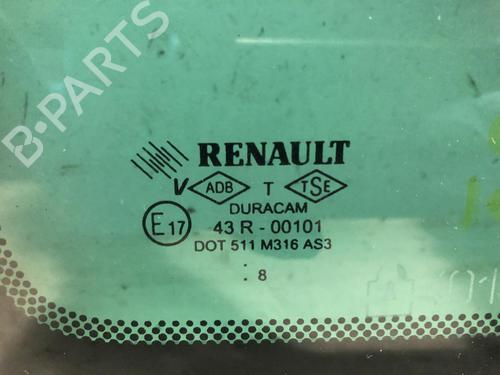 B-PARTS
RENAULT
V ADB T TSE
DURACAM
E17 43 R - 00101
DOT 511 M316 AS3
: 8